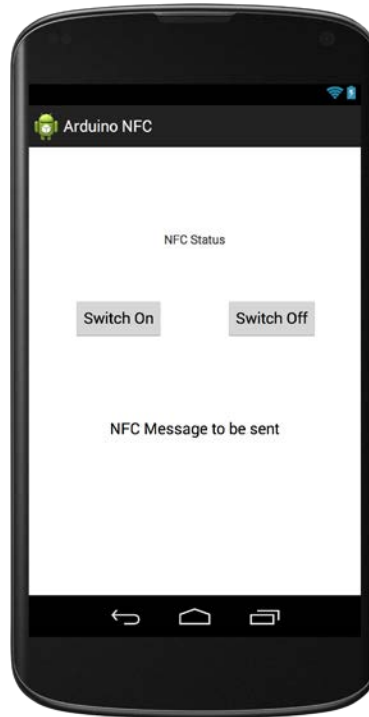 Arduino NFC
NFC Status
Switch On Switch Off
NFC Message to be sent